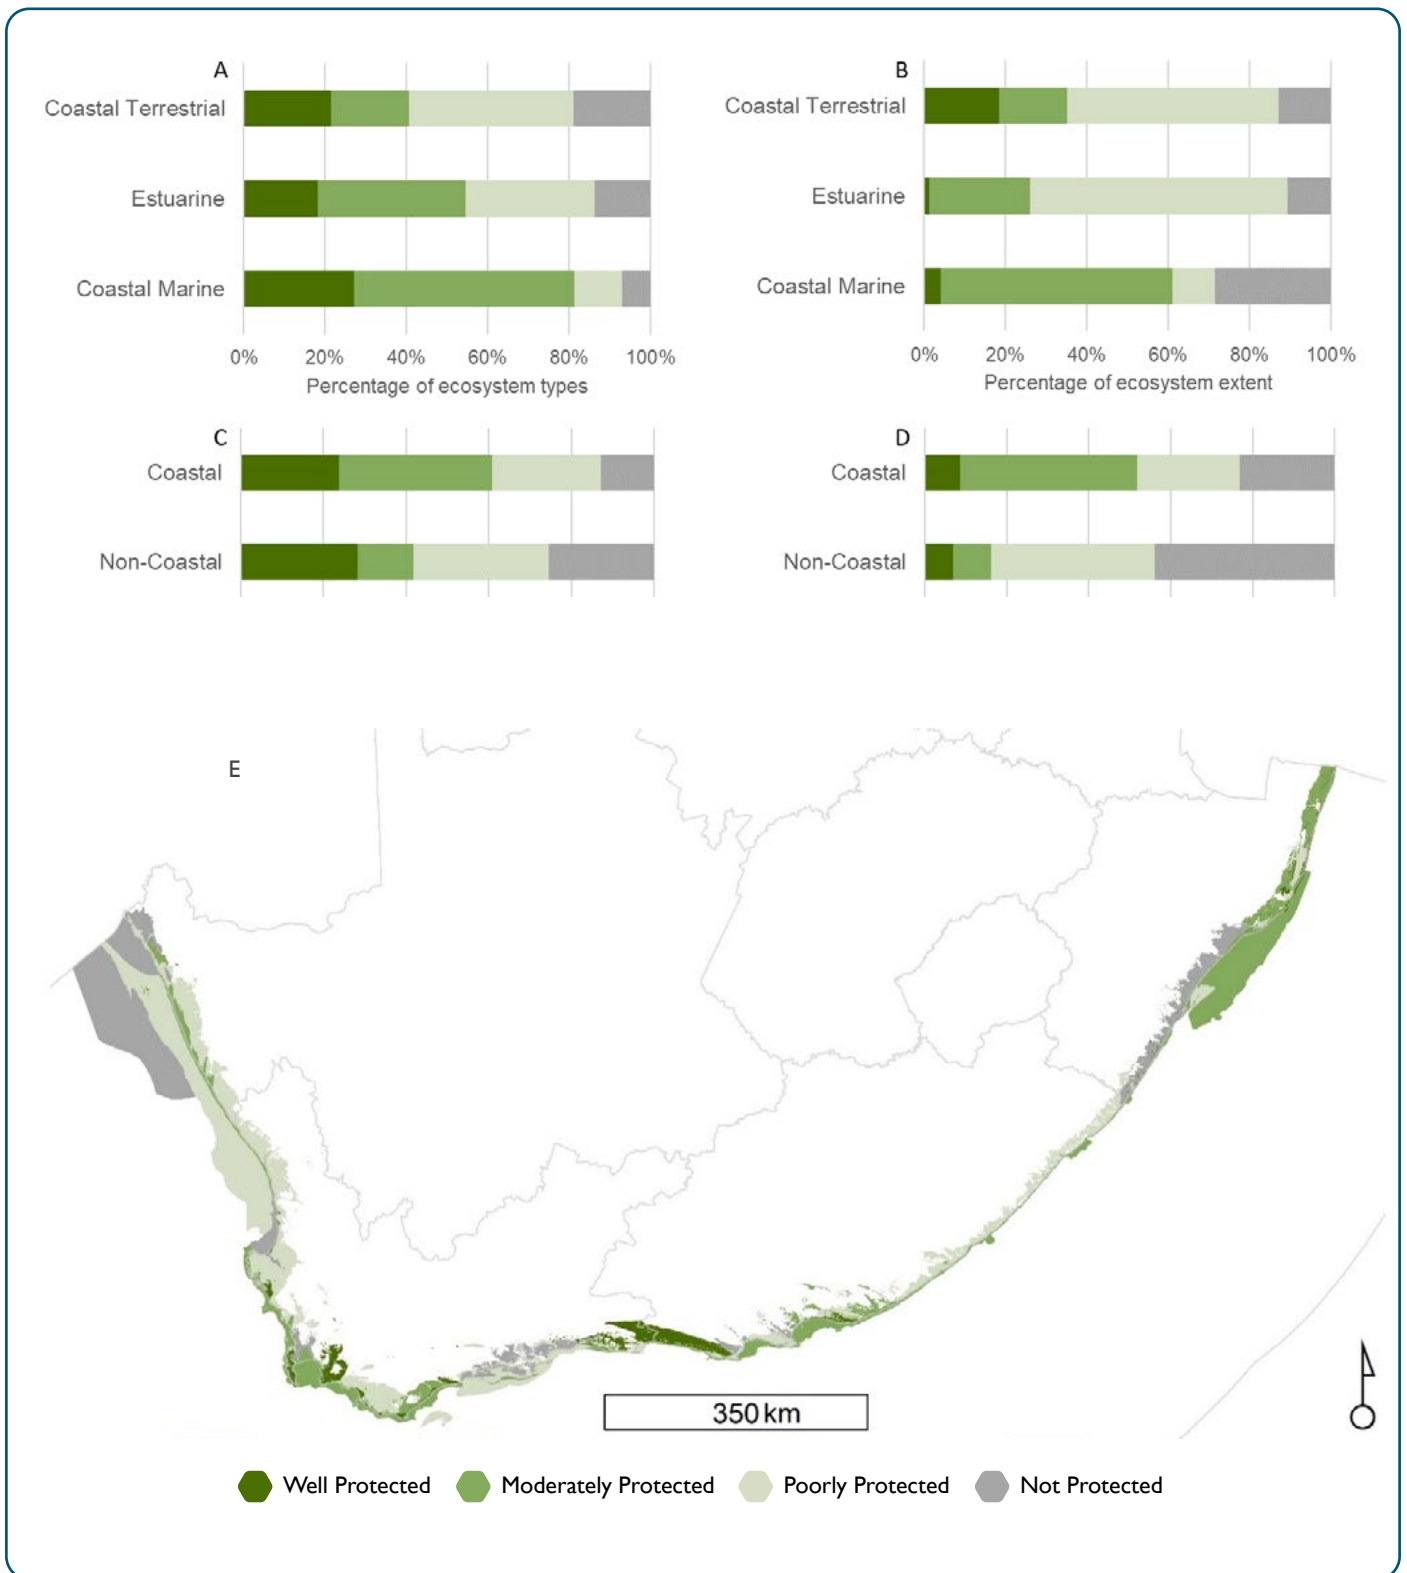 A
Coastal Terrestrial
Estuarine
Coastal Marine
0% 20% 40% 60% 80% 100%
Percentage of ecosystem types
B
Coastal Terrestrial
Estuarine
Coastal Marine
0% 20% 40% 60% 80% 100%
Percentage of ecosystem extent
C
Coastal
Non-Coastal
D
Coastal
Non-Coastal
E
350 km
Well Protected Moderately Protected Poorly Protected Not Protected